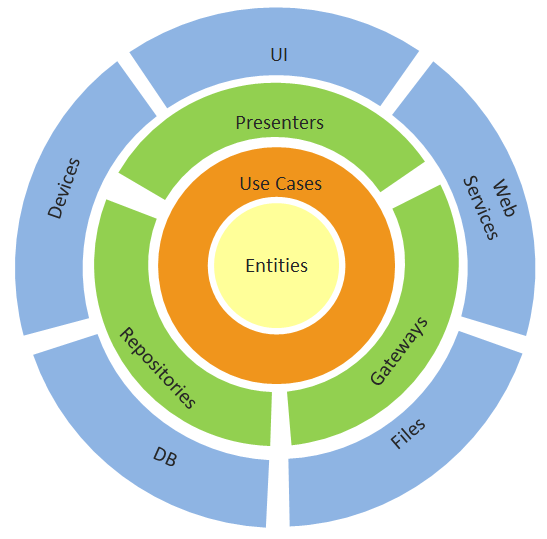 UI
Presenters
Use Cases
Entities
Devices
Web
Services
Repositories
Gateways
DB
Files